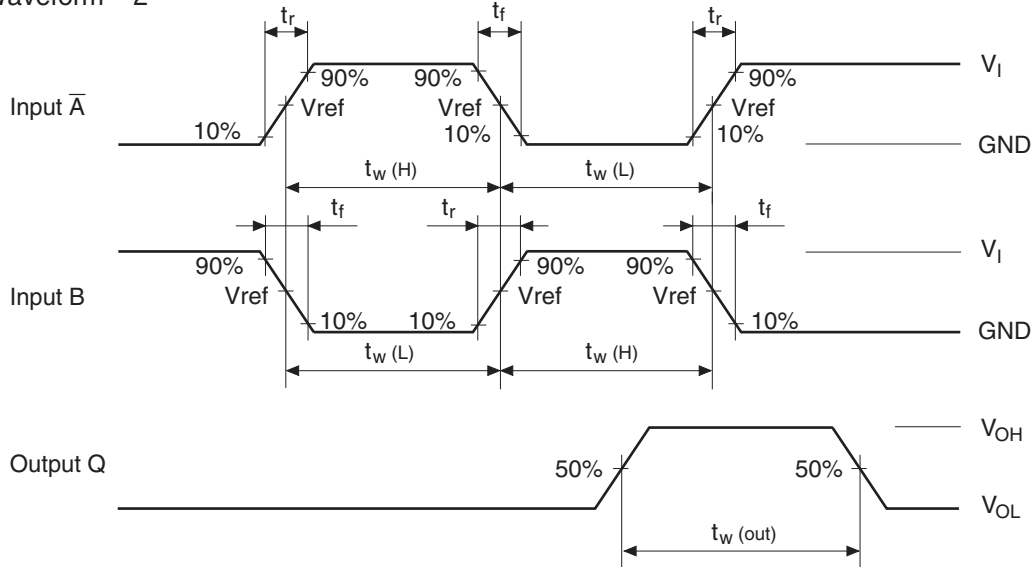 Waveform – 2
tr tf tr
90% 90% 90% VI
Input A̅ Vref Vref Vref
10% 10% 10% GND
tw (H) tw (L)
tf tr tf
VI
90% 90% 90%
Input B Vref Vref Vref
10% 10% 10% GND
tw (L) tw (H)
VOH
Output Q 50% 50%
VOL
tw (out)